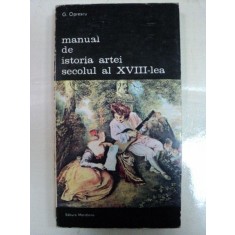 G. Oprescu
manual
de
istoria artei
secolul al XVIII-lea
Editura Meridiane